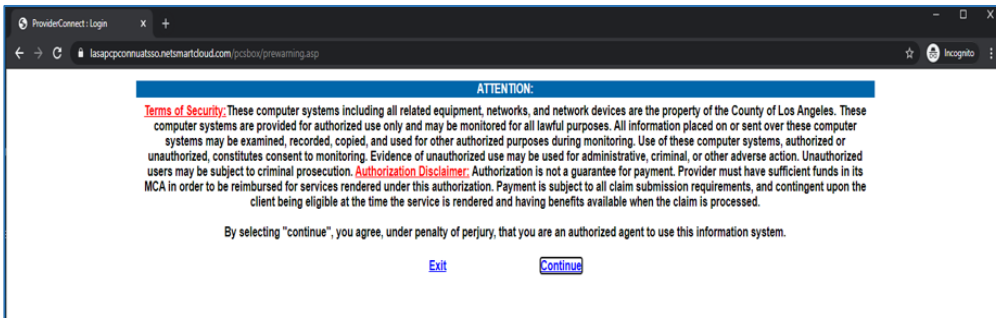 ProviderConnect : Login
lasapcpconnuatsso.netsmartcloud.com/pcsbox/prewarning.asp
Incognito
ATTENTION:
Terms of Security: These computer systems including all related equipment, networks, and network devices are the property of the County of Los Angeles. These
computer systems are provided for authorized use only and may be monitored for all lawful purposes. All information placed on or sent over these computer
systems may be examined, recorded, copied, and used for other authorized purposes during monitoring. Use of these computer systems, authorized or
unauthorized, constitutes consent to monitoring. Evidence of unauthorized use may be used for administrative, criminal, or other adverse action. Unauthorized
users may be subject to criminal prosecution. Authorization Disclaimer: Authorization is not a guarantee for payment. Provider must have sufficient funds in its
MCA in order to be reimbursed for services rendered under this authorization. Payment is subject to all claim submission requirements, and contingent upon the
client being eligible at the time the service is rendered and having benefits available when the claim is processed.
By selecting "continue", you agree, under penalty of perjury, that you are an authorized agent to use this information system.
Exit Continue